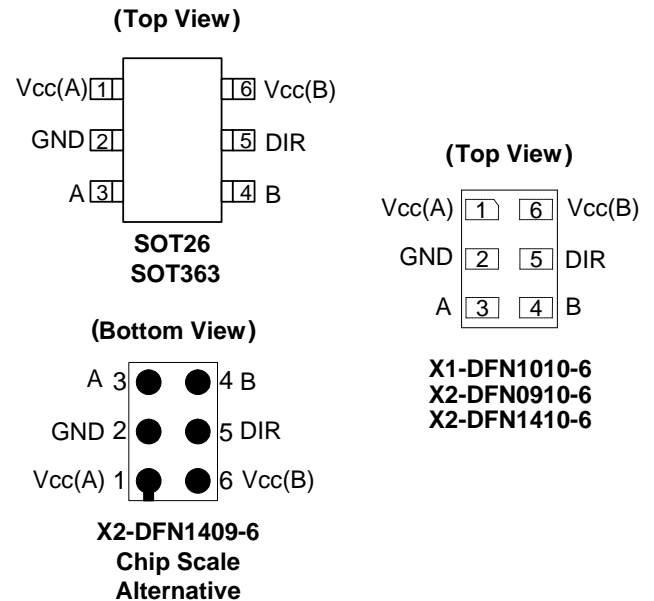 (Top View)
Vcc(A) 1 6 Vcc(B)
GND 2 5 DIR
A 3 4 B
SOT26
SOT363
(Top View)
Vcc(A) 1 6 Vcc(B)
GND 2 5 DIR
A 3 4 B
X1-DFN1010-6
X2-DFN0910-6
X2-DFN1410-6
(Bottom View)
A 3 4 B
GND 2 5 DIR
Vcc(A) 1 6 Vcc(B)
X2-DFN1409-6
Chip Scale
Alternative